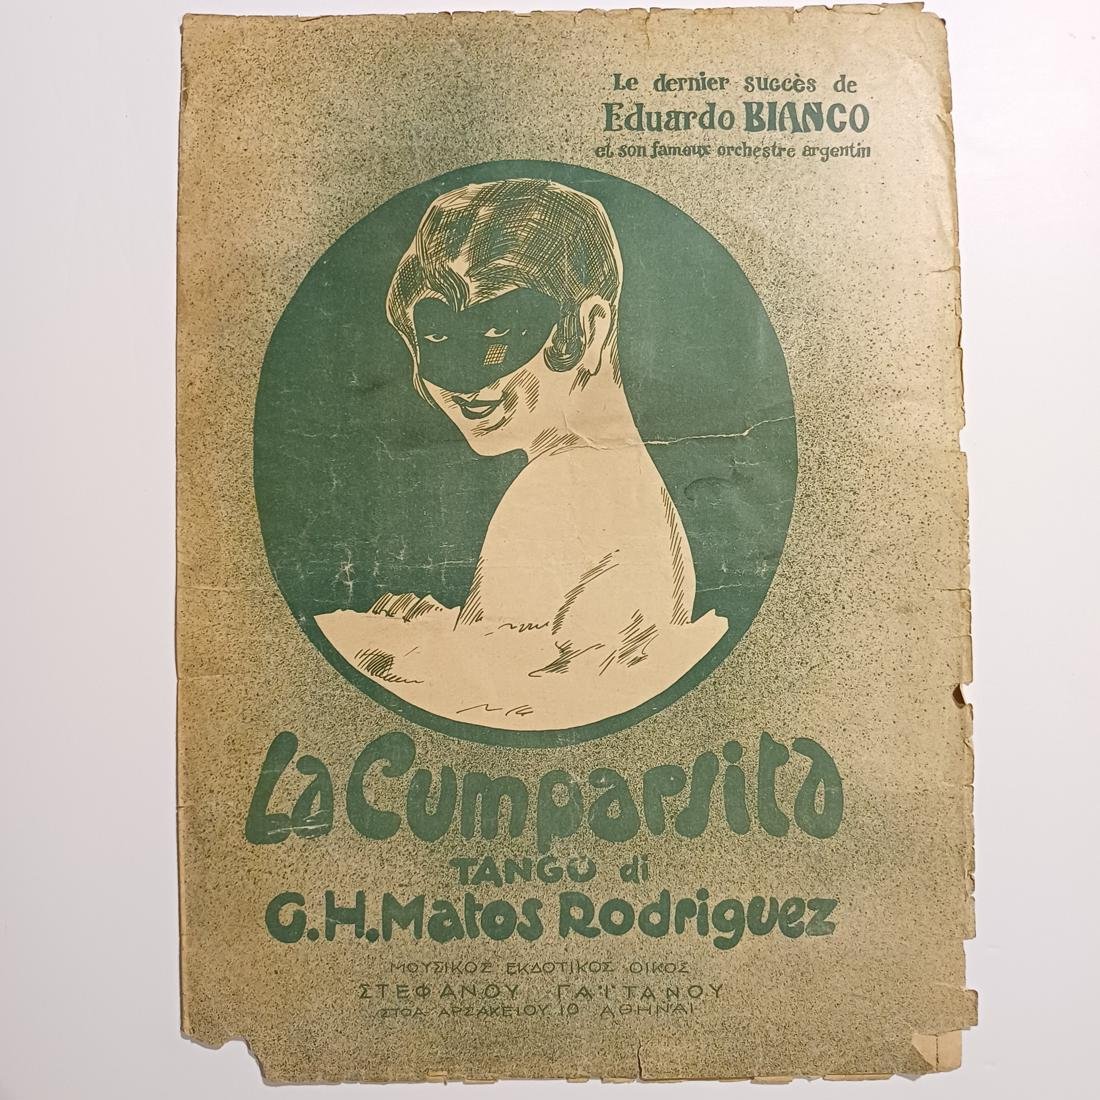 Le dernier succès de
Eduardo BIANCO
et son fameux orchestre argentin
La Cumparsita
TANGO di
G.H. Matos Rodriguez
ΜΟΥΣΙΚΟΣ ΕΚΔΟΤΙΚΟΣ ΟΙΚΟΣ
ΣΤΕΦΑΝΟΥ ΓΑΪΤΑΝΟΥ
ΣΤΟΑ ΑΡΣΑΚΕΙΟΥ 10 ΑΘΗΝΑΙ